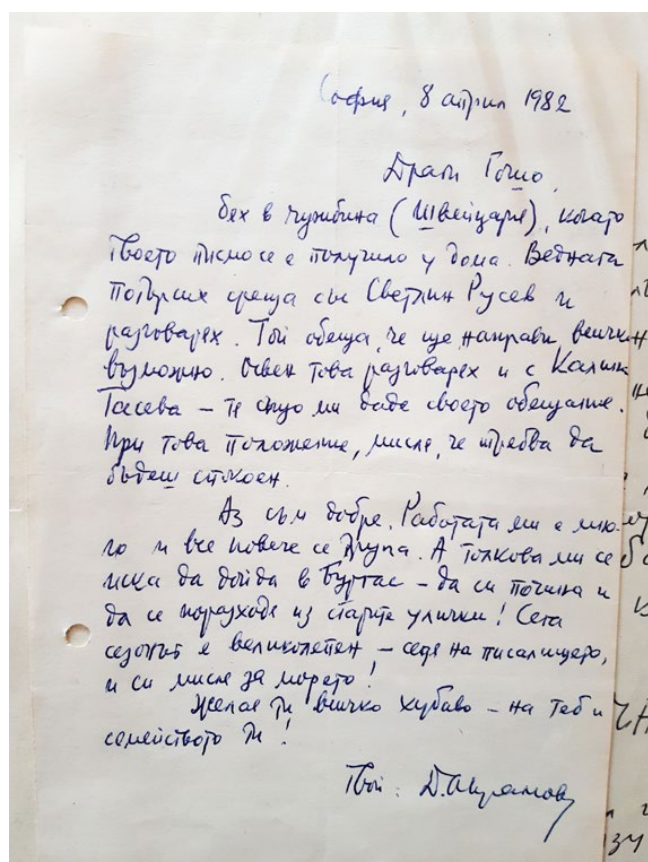 София, 8 април 1982
Драги Гошо,
бях в чужбина (Швейцария), когато
твоето писмо се е получило у дома. Веднага
потърсих среща със Светлин Русев и
разговарях. Той обеща, че ще направи всичко
възможно. Освен това разговарях и с Калина
Тасева – тя също ми даде своето обещание.
При това положение, мисля, че трябва да
бъдеш спокоен.
Аз съм добре. Работата ми е мно-
го и все повече се трупа. А толкова ми се
иска да дойда в Бургас – да си почина и
да се поразходя из старите улички! Сега
сезонът е великолепен – седя на писалището,
и си мисля за морето!
Желая ти всичко хубаво – на теб и
семейството ти!
Твой: Д. Аврамов